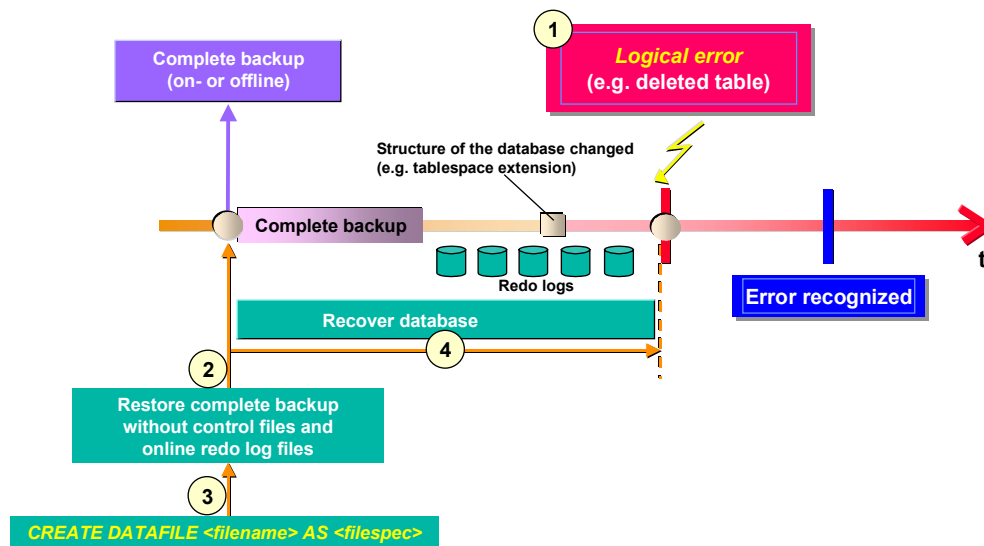 1
Logical error
(e.g. deleted table)
Complete backup
(on- or offline)
Structure of the database changed
(e.g. tablespace extension)
Complete backup
t
Redo logs
Error recognized
Recover database
4
2
Restore complete backup
without control files and
online redo log files
3
CREATE DATAFILE <filename> AS <filespec>